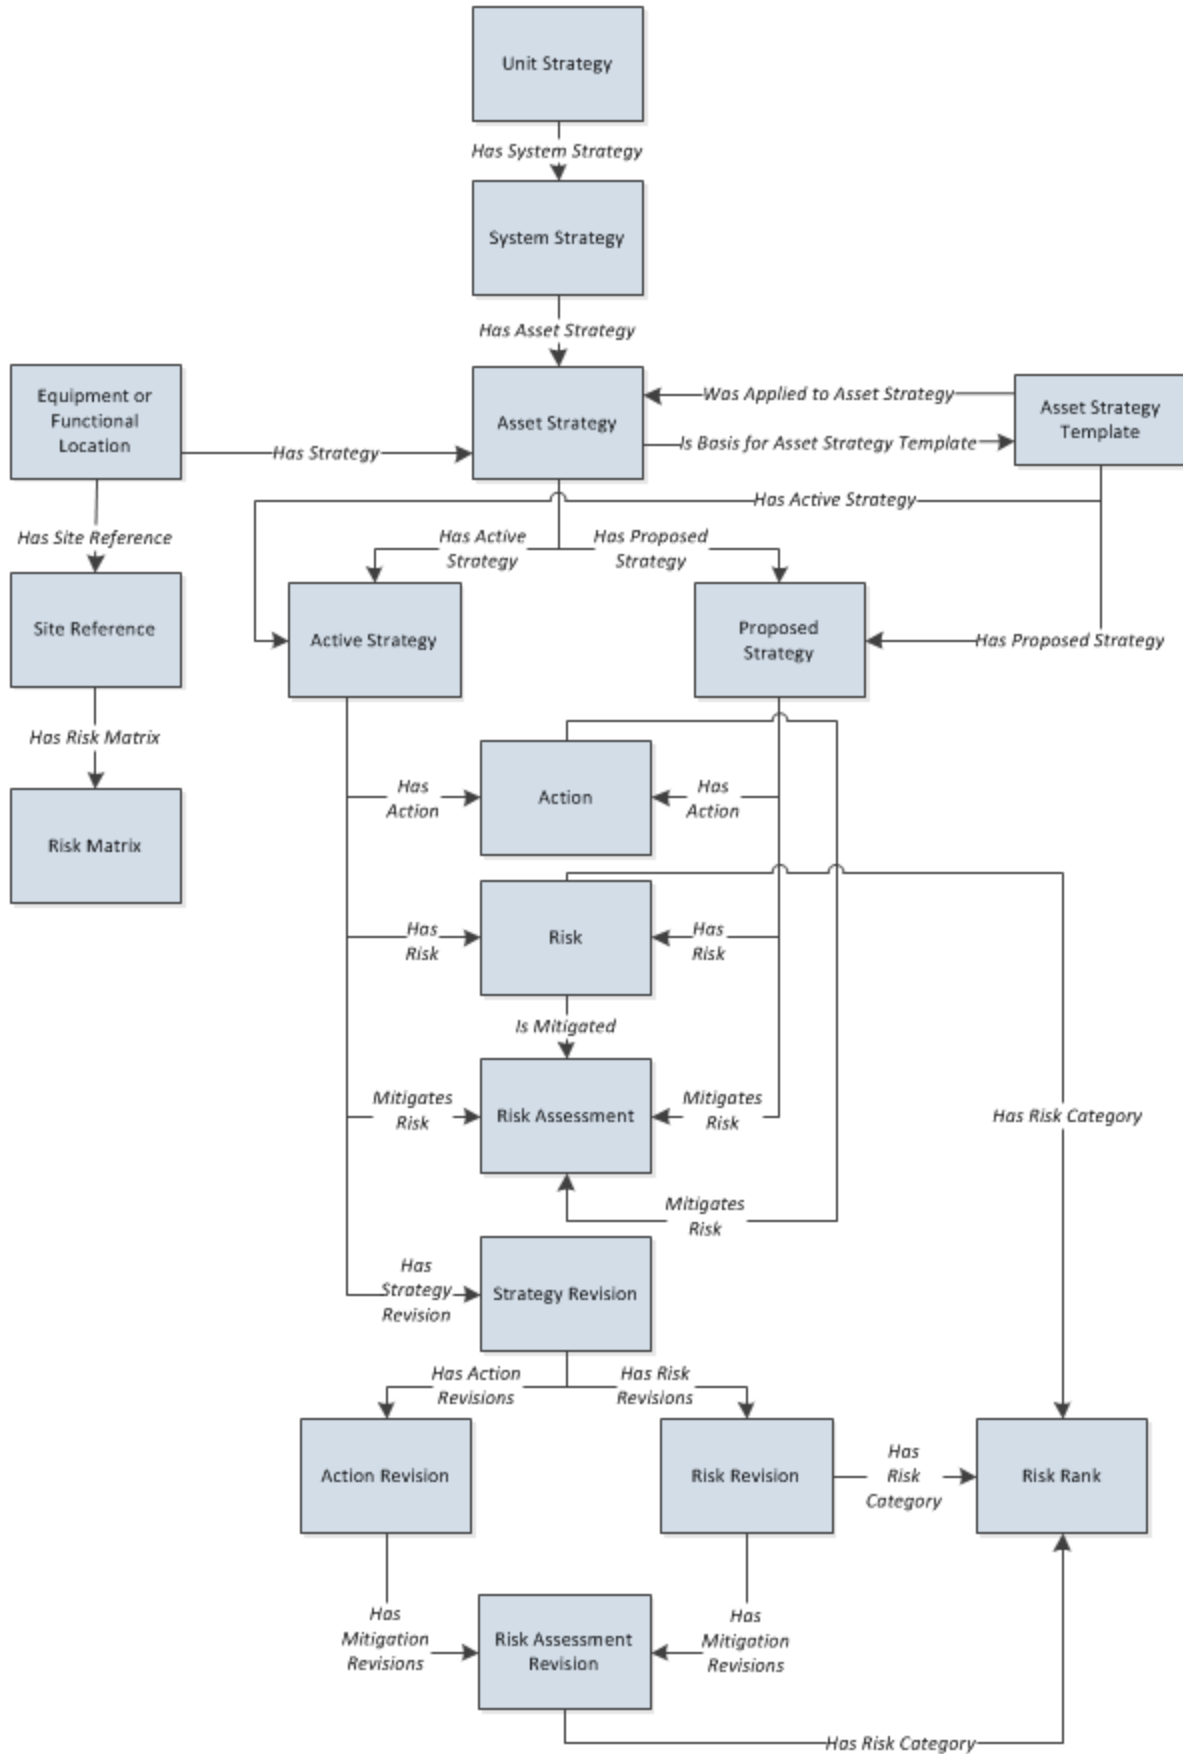 Unit Strategy
Has System Strategy
System Strategy
Has Asset Strategy
Equipment or
Functional
Location
Asset Strategy
Was Applied to Asset Strategy
Asset Strategy
Template
Is Basis for Asset Strategy Template
Has Strategy
Has Active Strategy
Has Site Reference
Has Active
Strategy
Has Proposed
Strategy
Site Reference
Active Strategy
Proposed
Strategy
Has Proposed Strategy
Has Risk Matrix
Risk Matrix
Has
Action
Action
Has
Action
Has
Risk
Risk
Has
Risk
Is Mitigated
Mitigates
Risk
Risk Assessment
Mitigates
Risk
Has Risk Category
Mitigates
Risk
Has
Strategy
Revision
Strategy Revision
Has Action
Revisions
Has Risk
Revisions
Action Revision
Risk Revision
Has
Risk
Category
Risk Rank
Has
Mitigation
Revisions
Risk Assessment
Revision
Has
Mitigation
Revisions
Has Risk Category